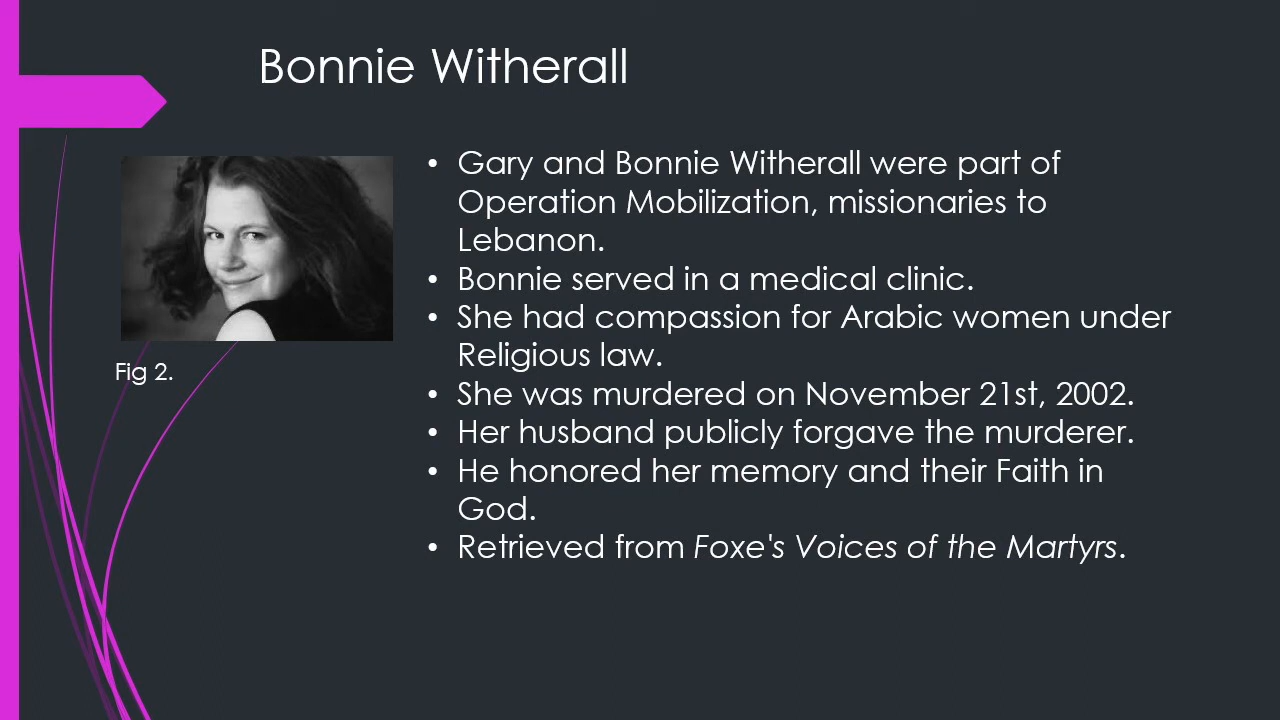 Bonnie Witherall
• Gary and Bonnie Witherall were part of
Operation Mobilization, missionaries to
Lebanon.
• Bonnie served in a medical clinic.
• She had compassion for Arabic women under
Religious law.
• She was murdered on November 21st, 2002.
• Her husband publicly forgave the murderer.
• He honored her memory and their Faith in
God.
• Retrieved from Foxe's Voices of the Martyrs.
Fig 2.